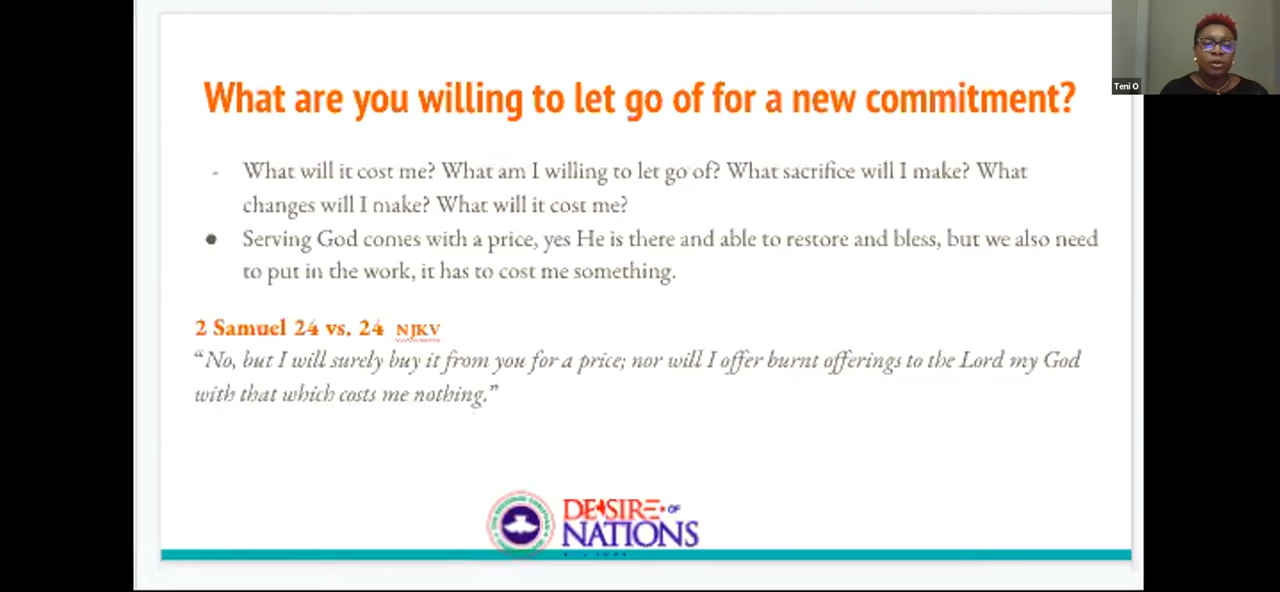 What are you willing to let go of for a new commitment?
Teni O
- What will it cost me? What am I willing to let go of? What sacrifice will I make? What
changes will I make? What will it cost me?
● Serving God comes with a price, yes He is there and able to restore and bless, but we also need
to put in the work, it has to cost me something.
2 Samuel 24 vs. 24 NJKV
“No, but I will surely buy it from you for a price; nor will I offer burnt offerings to the Lord my God
with that which costs me nothing.”
DESIRE OF
NATIONS